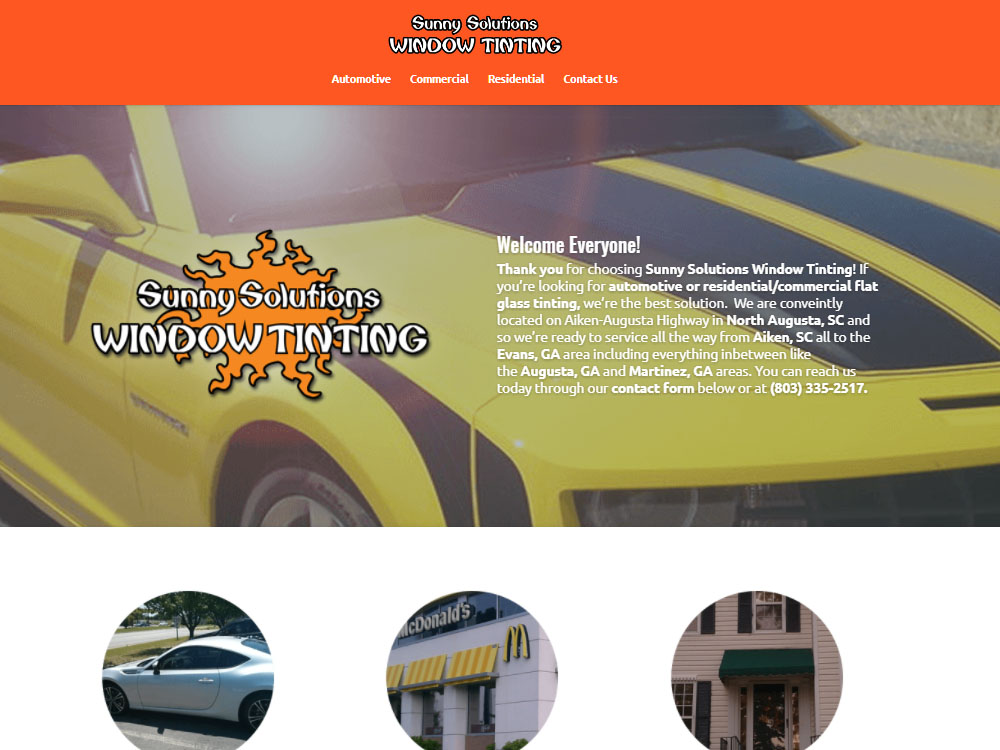 Sunny Solutions
WINDOW TINTING
Automotive Commercial Residential Contact Us
Sunny Solutions
WINDOW TINTING
Welcome Everyone!
Thank you for choosing Sunny Solutions Window Tinting! If
you're looking for automotive or residential/commercial flat
glass tinting, we're the best solution. We are conveintly
located on Aiken-Augusta Highway in North Augusta, SC and
so we're ready to service all the way from Aiken, SC all to the
Evans, GA area including everything inbetween like
the Augusta, GA and Martinez, GA areas. You can reach us
today through our contact form below or at (803) 335-2517.
McDonald's